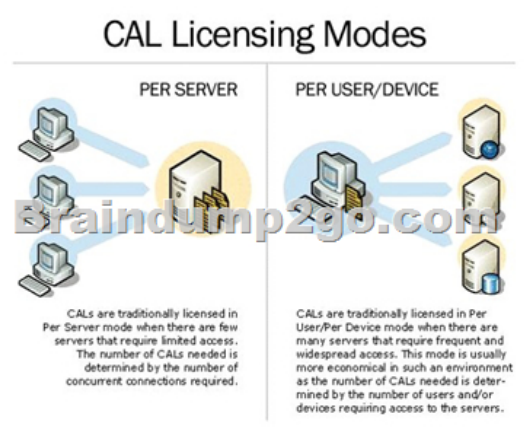 CAL Licensing Modes
PER SERVER
CALs are traditionally licensed in
Per Server mode when there are few
servers that require limited access.
The number of CALs needed is
determined by the number of
concurrent connections required.
PER USER/DEVICE
CALs are traditionally licensed in Per
User/Per Device mode when there are
many servers that require frequent and
widespread access. This mode is usually
more economical in such an environment
as the number of CALs needed is deter-
mined by the number of users and/or
devices requiring access to the servers.
Braindump2go.com